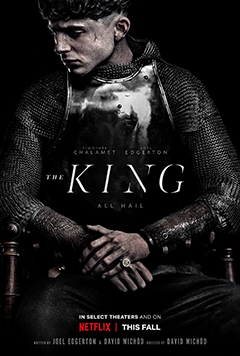 TIMOTHÉE JOEL
CHALAMET EDGERTON
THE KING
ALL HAIL
IN SELECT THEATERS AND ON
NETFLIX | THIS FALL
WRITTEN BY JOEL EDGERTON & DAVID MICHÔD DIRECTED BY DAVID MICHÔD